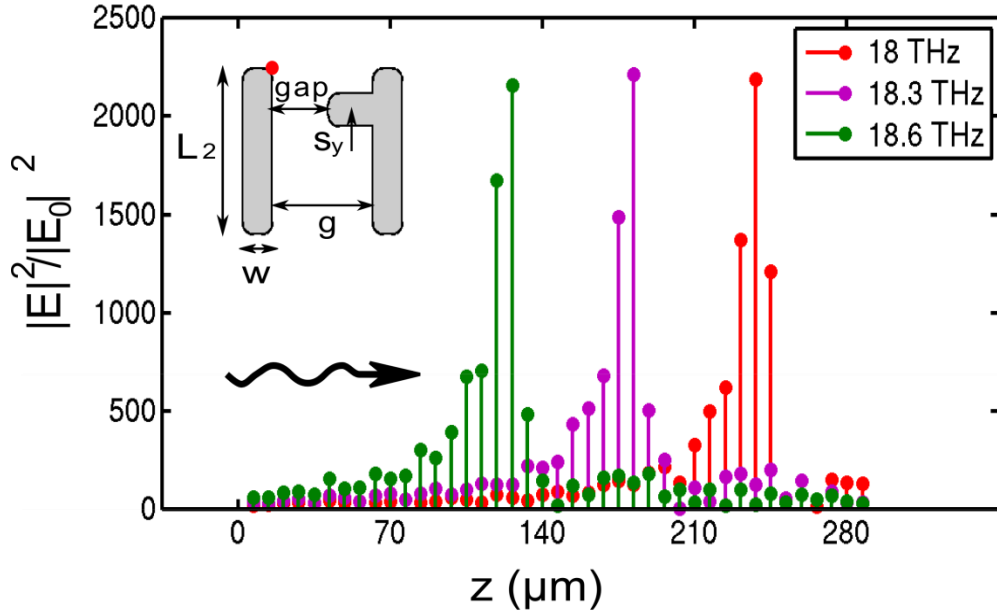 2500
2000
1500
1000
500
0
|E|²/|E₀| ²
18 THz
18.3 THz
18.6 THz
gap
L₂
sᵧ
g
w
0
70
140
210
280
z (μm)